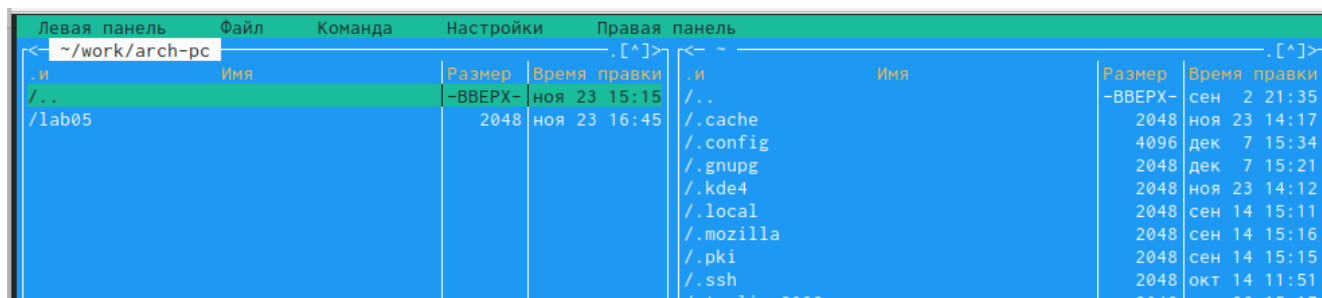 Левая панель Файл Команда Настройки Правая панель
<─ ~/work/arch-pc .[^]> <─ ~ .[^]>
.и Имя Размер Время правки .и Имя Размер Время правки
/.. -ВВЕРХ- ноя 23 15:15 /.. -ВВЕРХ- сен 2 21:35
/lab05 2048 ноя 23 16:45 /.cache 2048 ноя 23 14:17
/.config 4096 дек 7 15:34
/.gnupg 2048 дек 7 15:21
/.kde4 2048 ноя 23 14:12
/.local 2048 сен 14 15:11
/.mozilla 2048 сен 14 15:16
/.pki 2048 сен 14 15:15
/.ssh 2048 окт 14 11:51